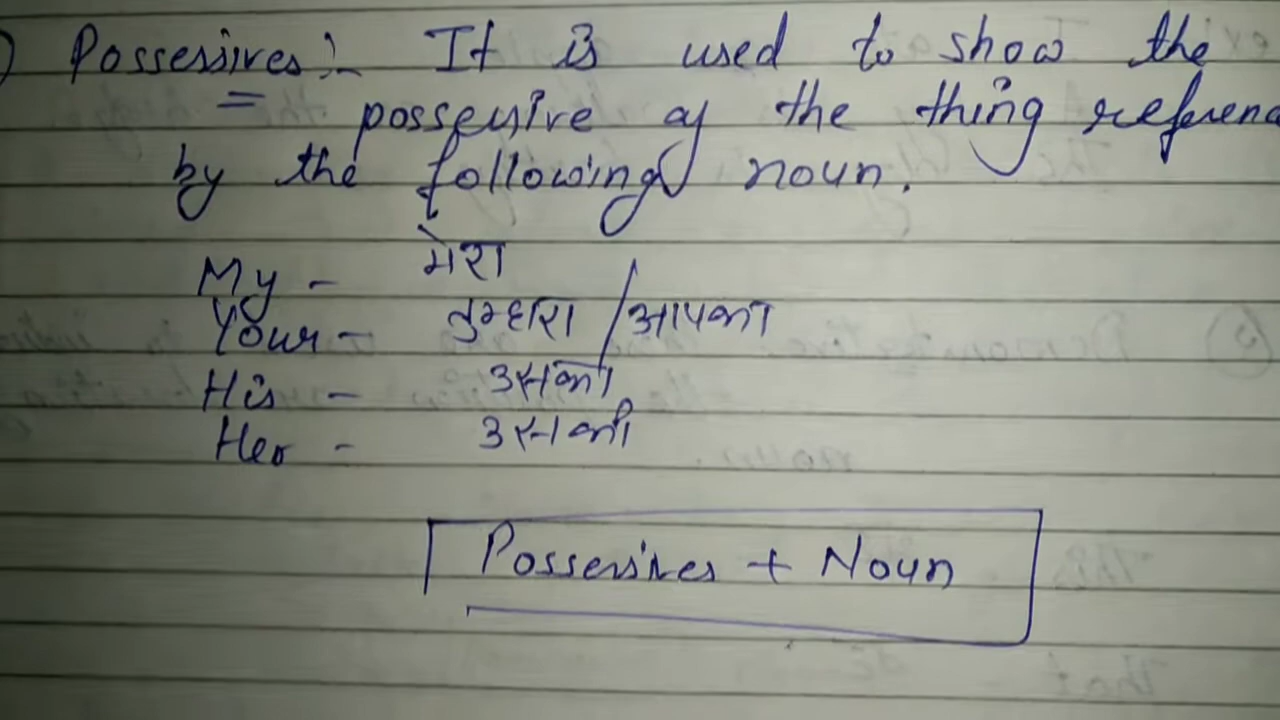 ) Possessives :- It is used to show the
= possessive of the thing referenc
by the following noun.
My - मेरा
Your - तुम्हारा / आपका
His - उसका
Her - उसकी
Possessives + Noun